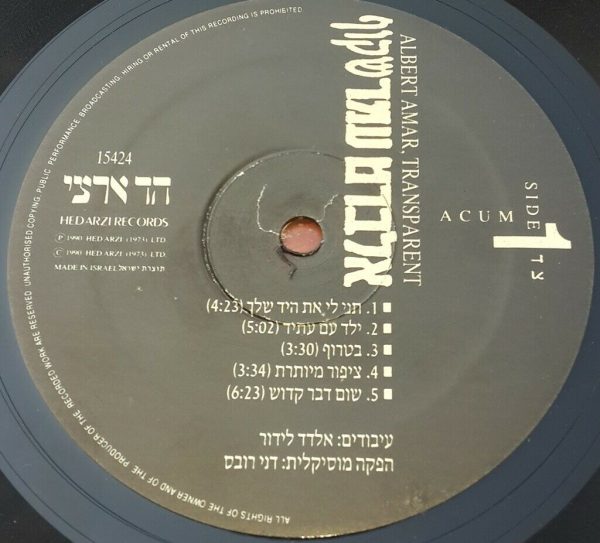 ALL RIGHTS OF THE OWNER AND OF THE PRODUCER OF THE RECORDED WORK ARE RESERVED. UNAUTHORISED COPYING, PUBLIC PERFORMANCE, BROADCASTING, HIRING OR RENTAL OF THIS RECORDING IS PROHIBITED.
אלברט עמר שקוף
ALBERT AMAR, TRANSPARENT
15424
הד ארצי
HED ARZI RECORDS
Ⓟ 1990 HED ARZI (1973) LTD.
© 1990 HED ARZI (1973) LTD.
MADE IN ISRAEL תוצרת ישראל
ACUM
SIDE
1
צד
1. תני לי את היד שלך (4:23)
2. ילד עם עתיד (5:02)
3. בטרוף (3:30)
4. ציפור מיותרת (3:34)
5. שום דבר קדוש (6:23)
עיבודים: אלדד לידור
הפקה מוסיקלית: דני רובס